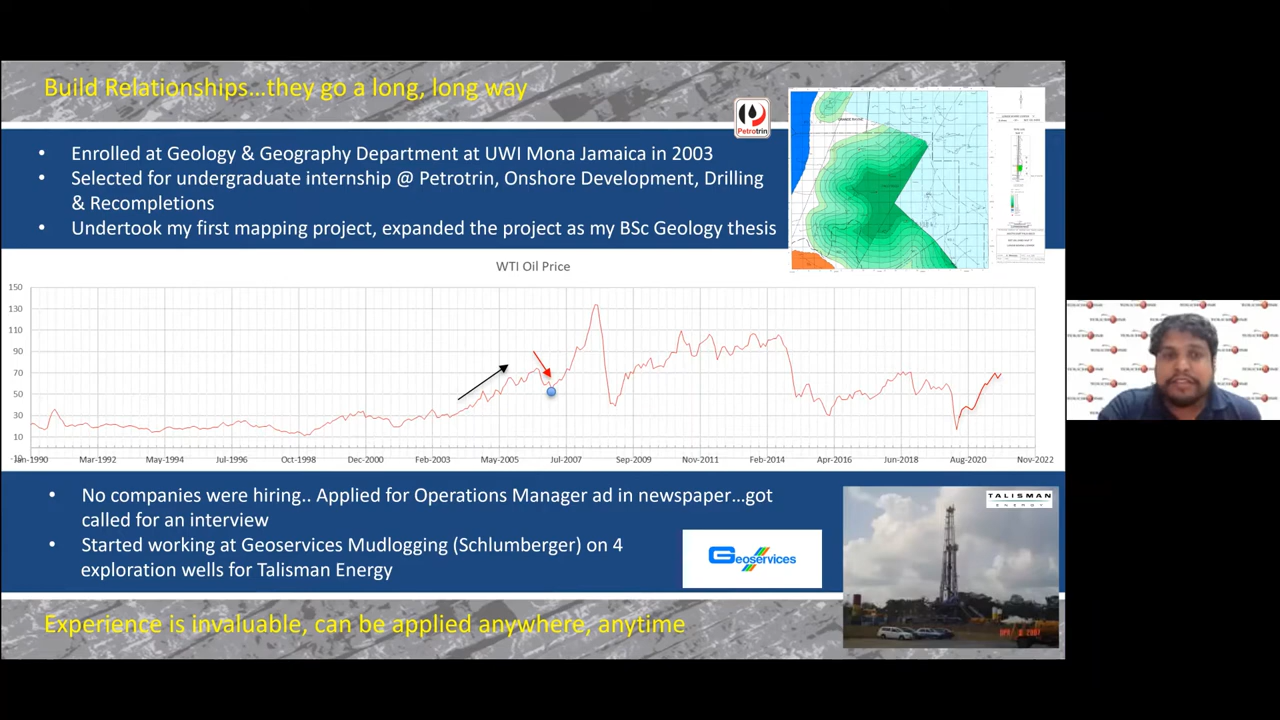 Build Relationships...they go a long, long way
Petrotrin
• Enrolled at Geology & Geography Department at UWI Mona Jamaica in 2003
• Selected for undergraduate internship @ Petrotrin, Onshore Development, Drilling
& Recompletions
• Undertook my first mapping project, expanded the project as my BSc Geology thesis
WTI Oil Price
150
130
110
90
70
50
30
10
-10
Jan-1990 Mar-1992 May-1994 Jul-1996 Oct-1998 Dec-2000 Feb-2003 May-2005 Jul-2007 Sep-2009 Nov-2011 Feb-2014 Apr-2016 Jun-2018 Aug-2020 Nov-2022
• No companies were hiring.. Applied for Operations Manager ad in newspaper...got
called for an interview
• Started working at Geoservices Mudlogging (Schlumberger) on 4
exploration wells for Talisman Energy
Geoservices
TALISMAN
ENERGY
Experience is invaluable, can be applied anywhere, anytime